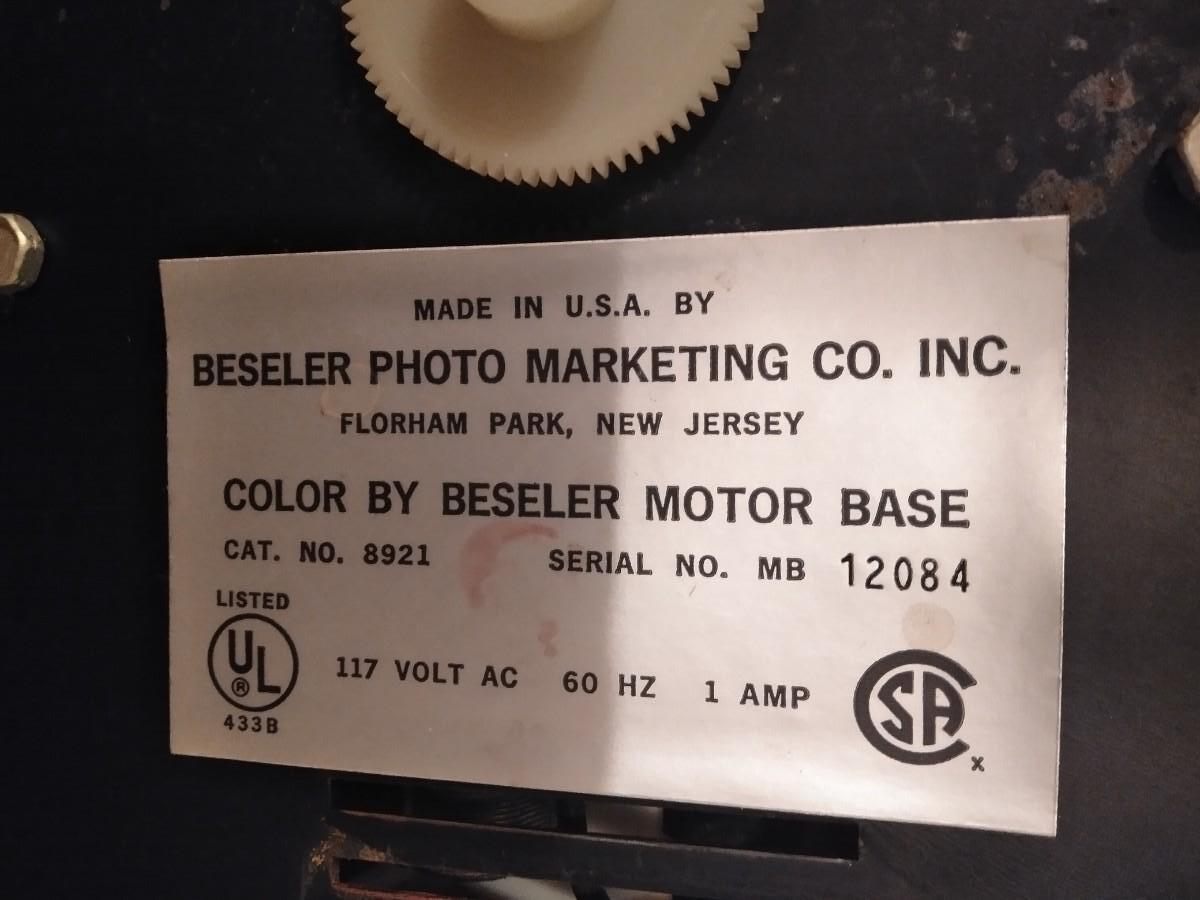 MADE IN U.S.A. BY
BESELER PHOTO MARKETING CO. INC.
FLORHAM PARK, NEW JERSEY
COLOR BY BESELER MOTOR BASE
CAT. NO. 8921 SERIAL NO. MB 12084
LISTED
UL ®
433B
117 VOLT AC 60 HZ 1 AMP
CSA
x